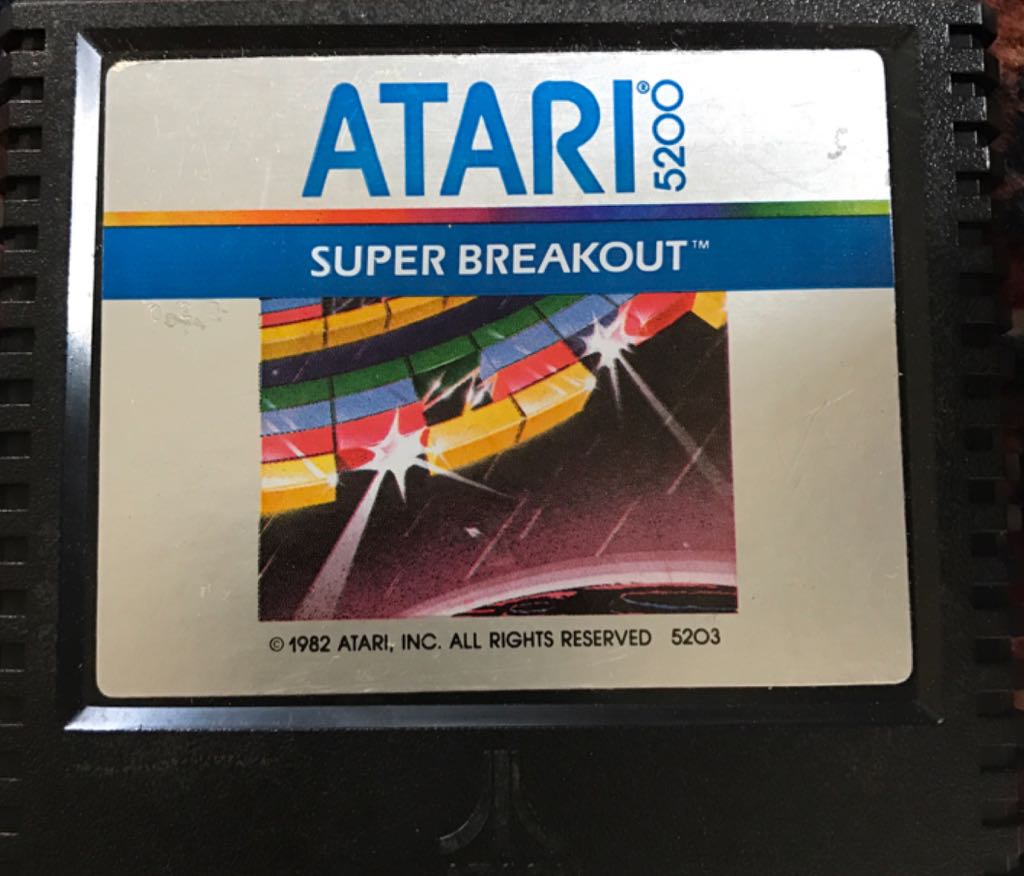 ATARI® 5200
SUPER BREAKOUT™
© 1982 ATARI, INC. ALL RIGHTS RESERVED 5203